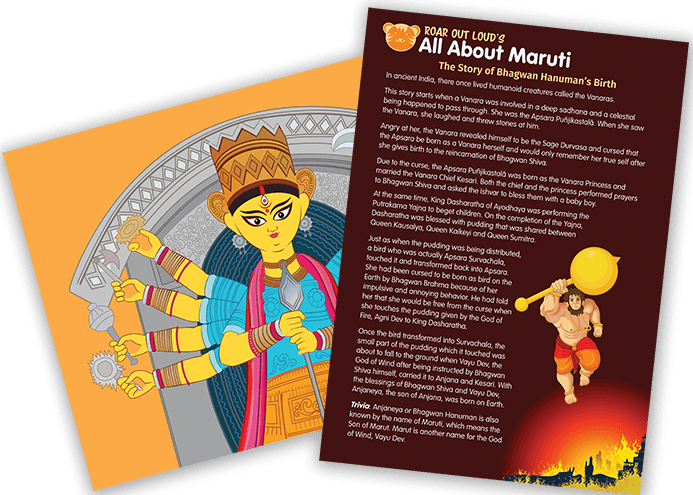 ROAR OUT LOUD'S
All About Maruti
The Story of Bhagwan Hanuman's Birth
In ancient India, there once lived humanoid creatures called the Vanaras.
This story starts when a Vanara was involved in a deep sadhana and a celestial
being happened to pass through. She was the Apsara Puñjikastalā. When she saw
the Vanara, she laughed and threw stones at him.
Angry at her, the Vanara revealed himself to be the Sage Durvasa and cursed that
the Apsara be born as a Vanara herself and would only remember her true self after
she gives birth to the reincarnation of Bhagwan Shiva.
Due to the curse, the Apsara Puñjikastalā was born as the Vanara Princess and
married the Vanara Chief Kesari. Both the chief and the princess performed prayers
to Bhagwan Shiva and asked the Ishvar to bless them with a baby boy.
At the same time, King Dasharatha of Ayodhaya was performing the
Putrakama Yajna to beget children. On the completion of the Yajna,
Dasharatha was blessed with pudding that was shared between
Queen Kausalya, Queen Kaikeyi and Queen Sumitra.
Just as when the pudding was being distributed,
a bird who was actually Apsara Survachala,
touched it and transformed back into Apsara.
She had been cursed to be born as bird on the
Earth by Bhagwan Brahma because of her
impulsive and annoying behavior. He had told
her that she would be free from the curse when
she touches the pudding given by the God of
Fire, Agni Dev to King Dasharatha.
Once the bird transformed into Survachala, the
small part of the pudding which it touched was
about to fall to the ground when Vayu Dev, the
God of Wind after being instructed by Bhagwan
Shiva himself, carried it to Anjana and Kesari. With
the blessings of Bhagwan Shiva and Vayu Dev,
Anjaneya, the son of Anjana, was born on Earth.
Trivia: Anjaneya or Bhagwan Hanuman is also
known by the name of Maruti, which means the
Son of Marut. Marut is another name for the God
of Wind, Vayu Dev.